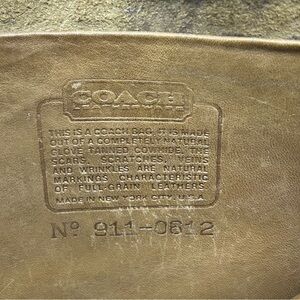 COACH
LEATHERWARE
THIS IS A COACH BAG. IT IS MADE
OUT OF A COMPLETELY NATURAL
GLOVE TANNED COWHIDE. THE
SCARS, SCRATCHES, VEINS
AND WRINKLES ARE NATURAL
MARKINGS CHARACTERISTIC
OF FULL-GRAIN LEATHERS
MADE IN NEW YORK CITY, U.S.A.
Nº 911-0812